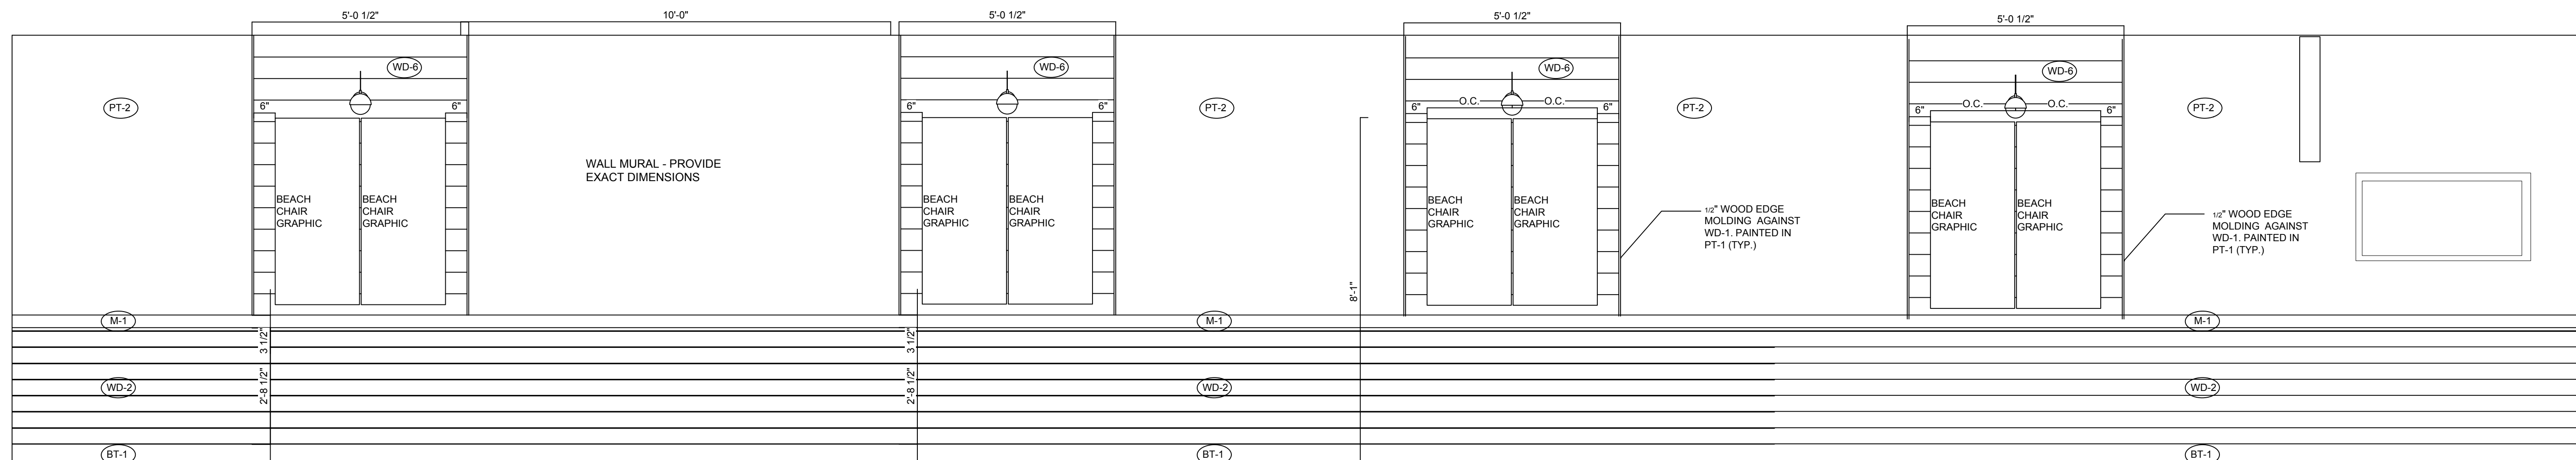 5'-0 1/2"
10'-0"
5'-0 1/2"
5'-0 1/2"
5'-0 1/2"
WD-6
WD-6
WD-6
WD-6
PT-2
6"
6"
6"
6"
PT-2
6"
O.C.
O.C.
6"
PT-2
6"
O.C.
O.C.
6"
PT-2
WALL MURAL - PROVIDE
EXACT DIMENSIONS
BEACH
CHAIR
GRAPHIC
BEACH
CHAIR
GRAPHIC
BEACH
CHAIR
GRAPHIC
BEACH
CHAIR
GRAPHIC
BEACH
CHAIR
GRAPHIC
BEACH
CHAIR
GRAPHIC
1/2" WOOD EDGE
MOLDING AGAINST
WD-1. PAINTED IN
PT-1 (TYP.)
BEACH
CHAIR
GRAPHIC
BEACH
CHAIR
GRAPHIC
1/2" WOOD EDGE
MOLDING AGAINST
WD-1. PAINTED IN
PT-1 (TYP.)
8'-1"
M-1
M-1
M-1
3 1/2"
3 1/2"
WD-2
2'-8 1/2"
2'-8 1/2"
WD-2
WD-2
BT-1
BT-1
BT-1